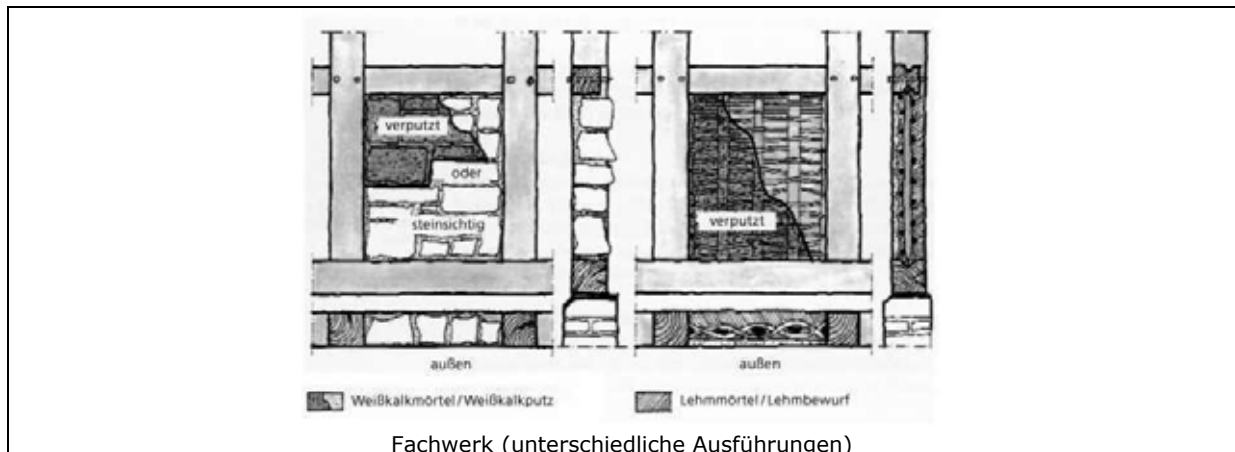 verputzt
oder
steinsichtig
verputzt
außen
außen
Weißkalkmörtel/Weißkalkputz
Lehmmörtel/Lehmbewurf
Fachwerk (unterschiedliche Ausführungen)